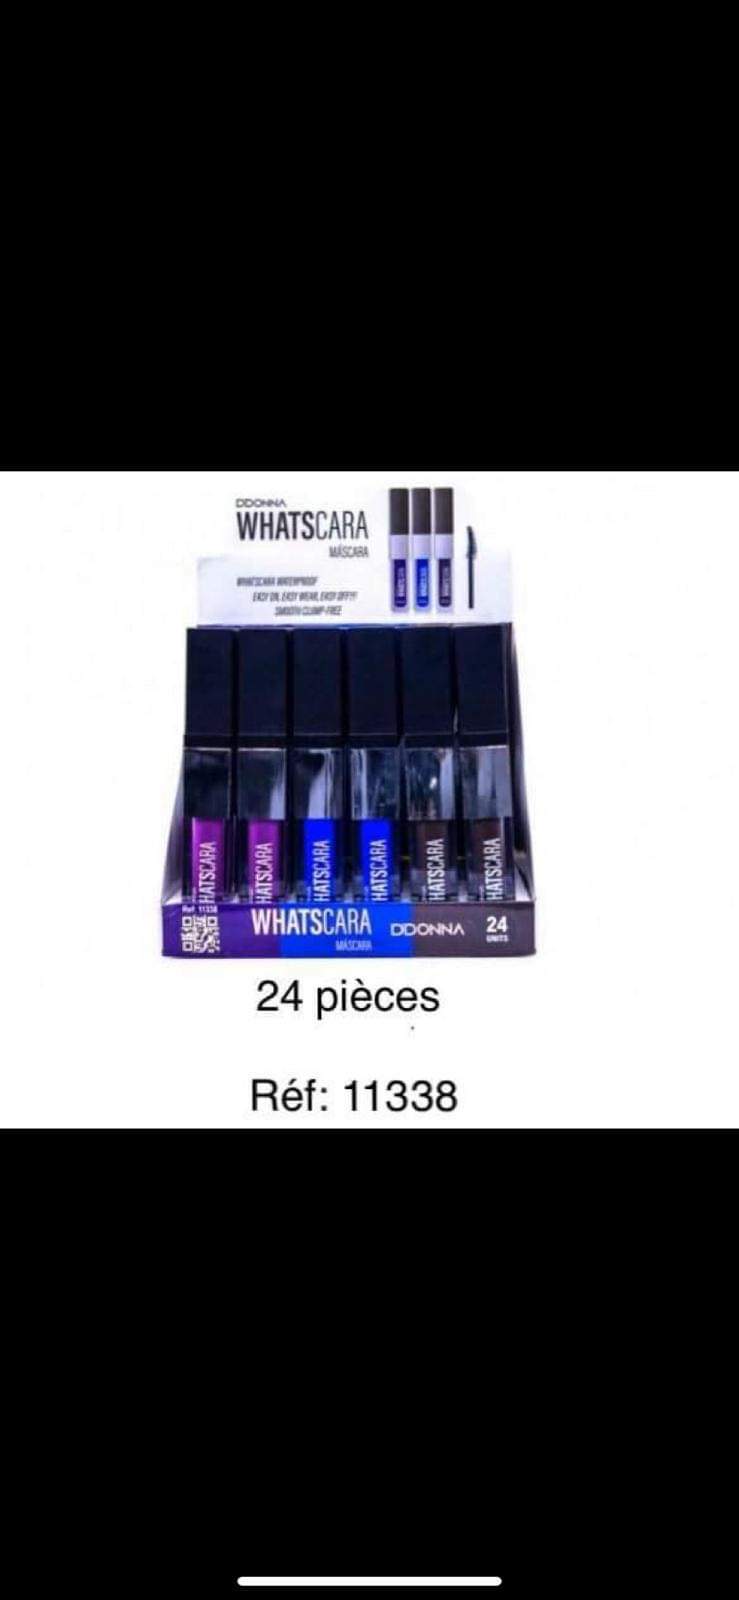 DDONNA
WHATSCARA
MÁSCARA
WHATSCARA WATERPROOF
EASY ON, EASY WEAR, EASY OFF!!!
SMOOTH CLUMP-FREE
HATSCARA
HATSCARA
HATSCARA
HATSCARA
HATSCARA
HATSCARA
Ref 11338
WHATSCARA
MÁSCARA
DDONNA
24
UNITS
24 pièces
Réf: 11338